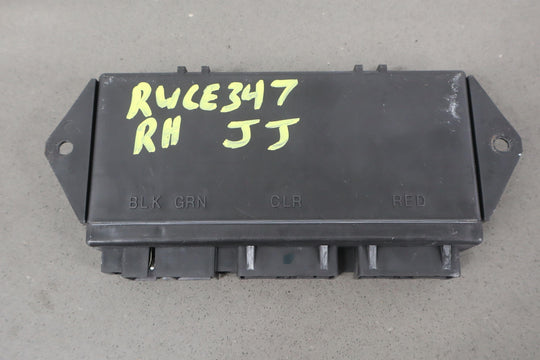 RWCE347
RH JJ
BLK GRN CLR RED